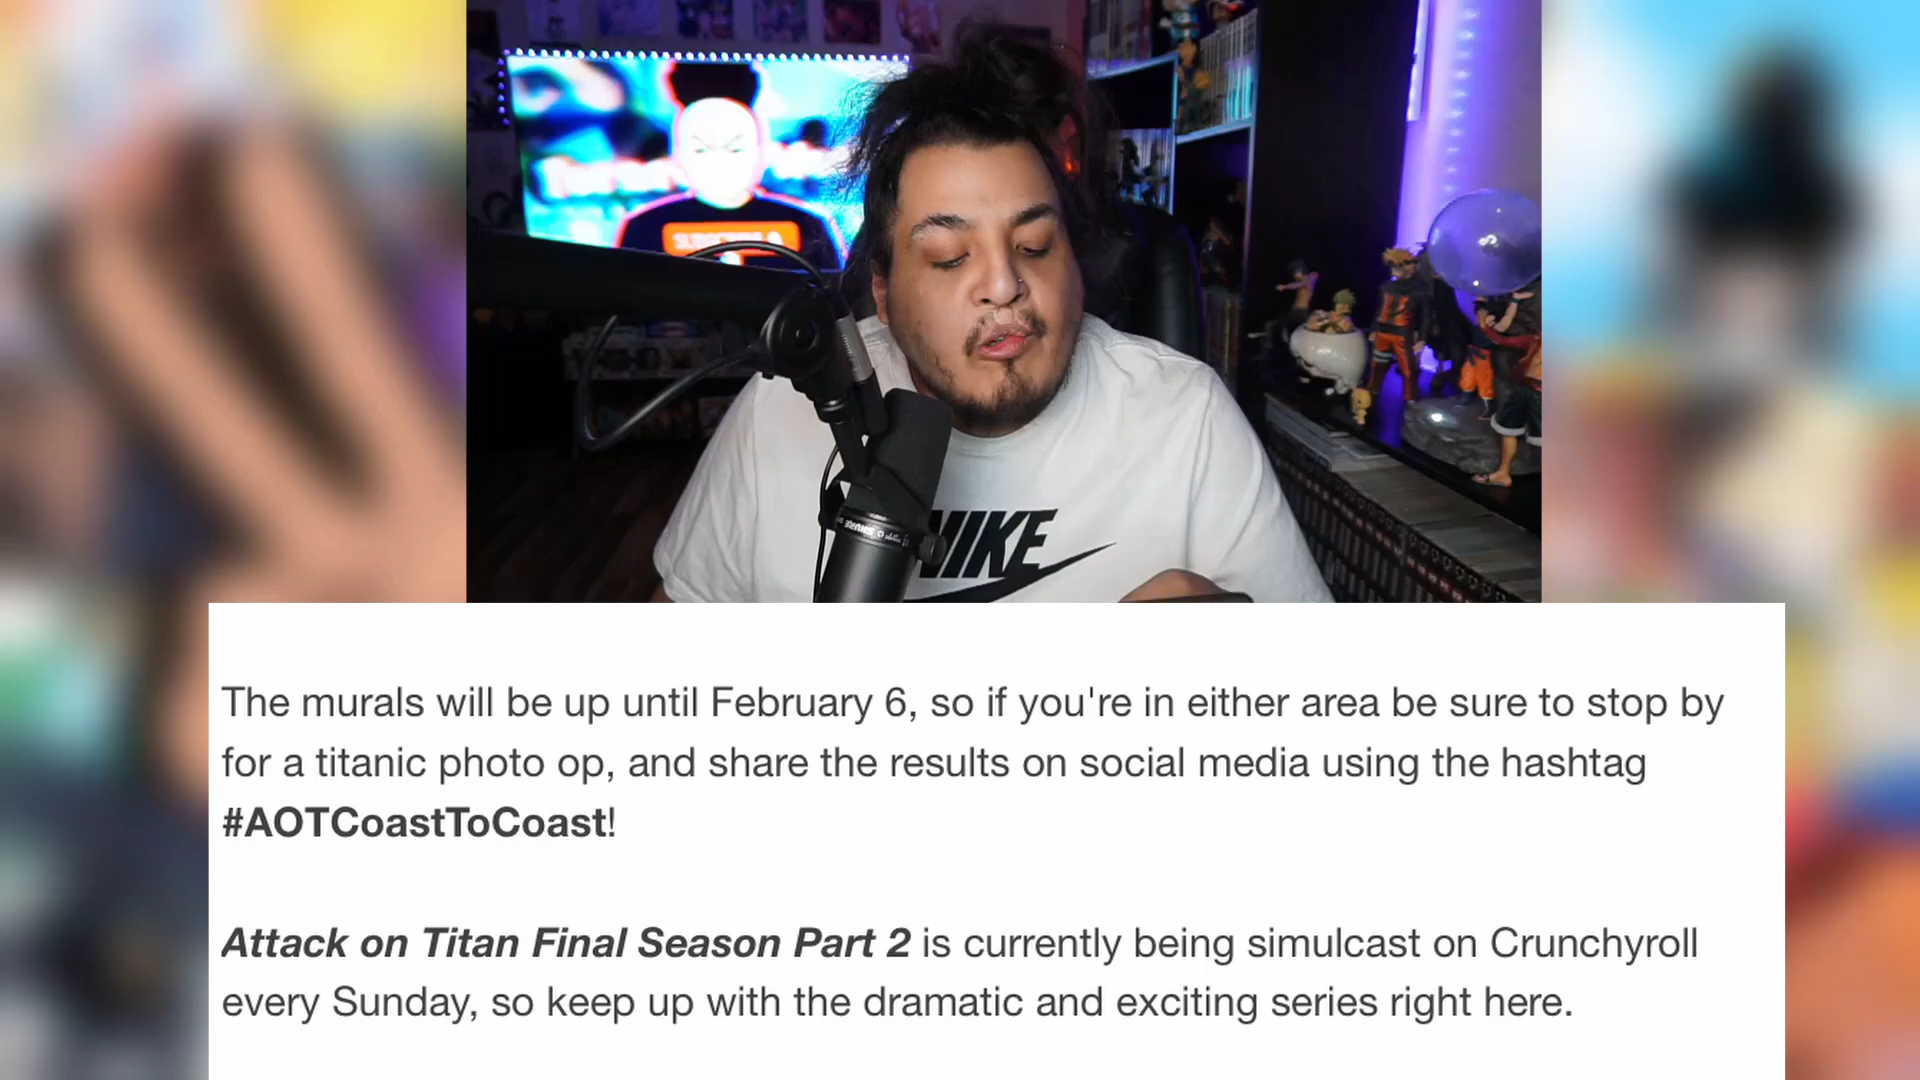 SUBSCRIBE
NIKE
SHURE
The murals will be up until February 6, so if you're in either area be sure to stop by
for a titanic photo op, and share the results on social media using the hashtag
#AOTCoastToCoast!
Attack on Titan Final Season Part 2 is currently being simulcast on Crunchyroll
every Sunday, so keep up with the dramatic and exciting series right here.